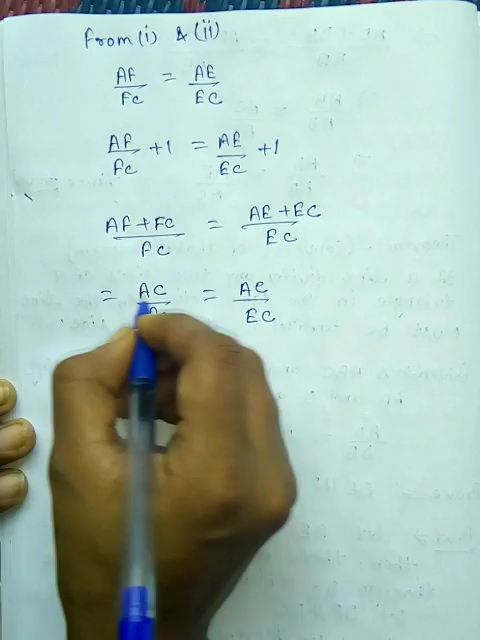 from (i) & (ii)
AF/FC = AE/EC
AF/FC + 1 = AE/EC + 1
AF + FC/FC = AE + EC/EC
= AC/ = AC/EC